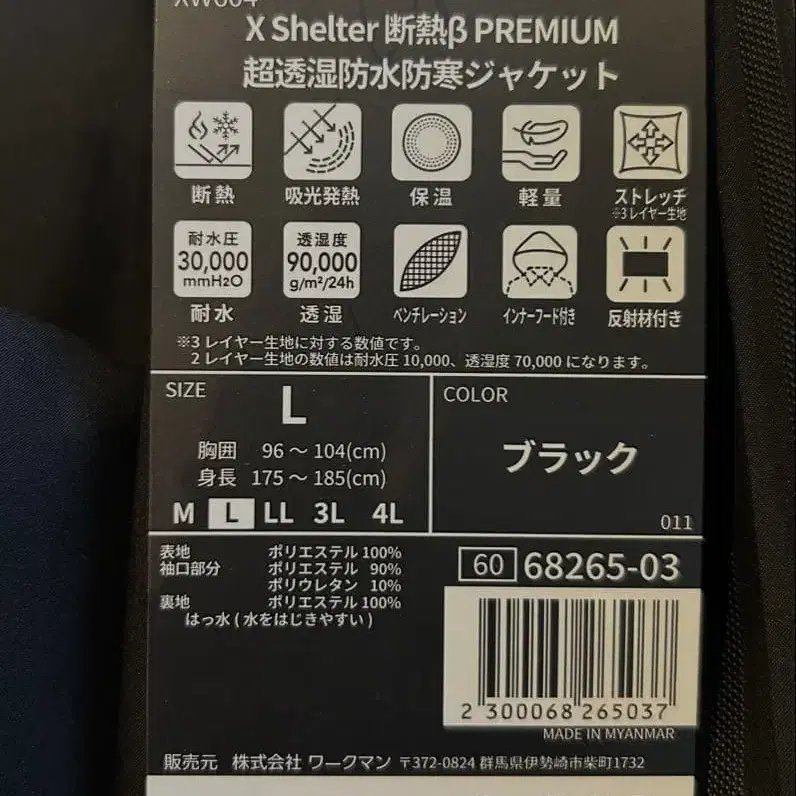 X Shelter 断熱β PREMIUM
超透湿防水防寒ジャケット
断熱 吸光発熱 保温 軽量 ストレッチ
※3レイヤー生地
耐水圧 30,000 mmH2O
透湿度 90,000 g/m²/24h
耐水 透湿 ベンチレーション インナーフード付き 反射材付き
※3レイヤー生地に対する数値です。
2レイヤー生地の数値は耐水圧10,000、透湿度70,000になります。
SIZE
L
胸囲 96～104(cm)
身長 175～185(cm)
M L LL 3L 4L
COLOR
ブラック
011
表地 ポリエステル 100%
袖口部分 ポリエステル 90%
ポリウレタン 10%
裏地 ポリエステル 100%
はっ水(水をはじきやすい)
60 68265-03
2 300068 265037
MADE IN MYANMAR
販売元 株式会社 ワークマン 〒372-0824 群馬県伊勢崎市柴町1732